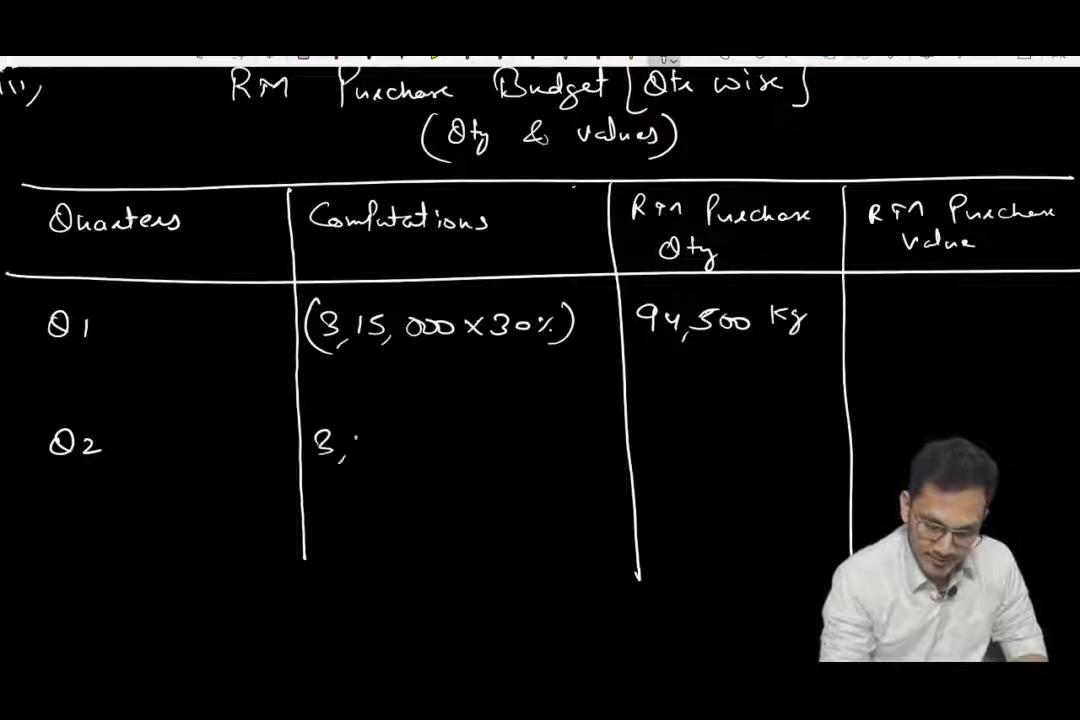 iii) RM Purchase Budget [Qtr wise]
(Qty & values)
Quarters Computations RM Purchase Qty RM Purchase Value
Q1 (3,15,000 × 30%) 94,500 Kg
Q2 3,